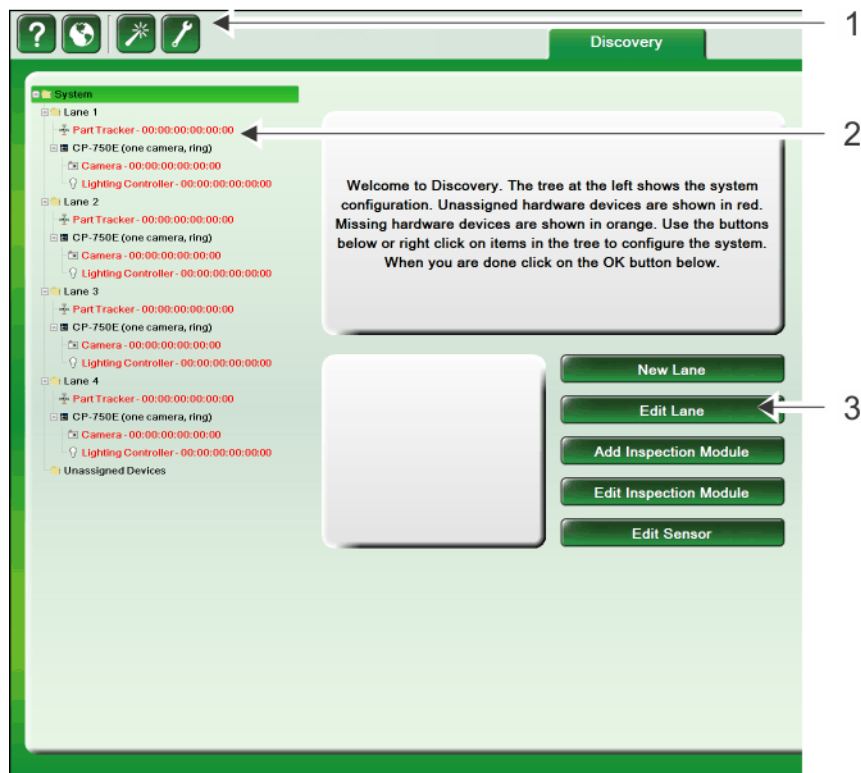 ?
1
Discovery
System
Lane 1
Part Tracker - 00:00:00:00:00:00
2
CP-750E (one camera, ring)
Camera - 00:00:00:00:00:00
Lighting Controller - 00:00:00:00:00:00
Lane 2
Part Tracker - 00:00:00:00:00:00
CP-750E (one camera, ring)
Camera - 00:00:00:00:00:00
Lighting Controller - 00:00:00:00:00:00
Lane 3
Part Tracker - 00:00:00:00:00:00
CP-750E (one camera, ring)
Camera - 00:00:00:00:00:00
Lighting Controller - 00:00:00:00:00:00
Lane 4
Part Tracker - 00:00:00:00:00:00
CP-750E (one camera, ring)
Camera - 00:00:00:00:00:00
Lighting Controller - 00:00:00:00:00:00
Unassigned Devices
Welcome to Discovery. The tree at the left shows the system
configuration. Unassigned hardware devices are shown in red.
Missing hardware devices are shown in orange. Use the buttons
below or right click on items in the tree to configure the system.
When you are done click on the OK button below.
New Lane
Edit Lane
3
Add Inspection Module
Edit Inspection Module
Edit Sensor